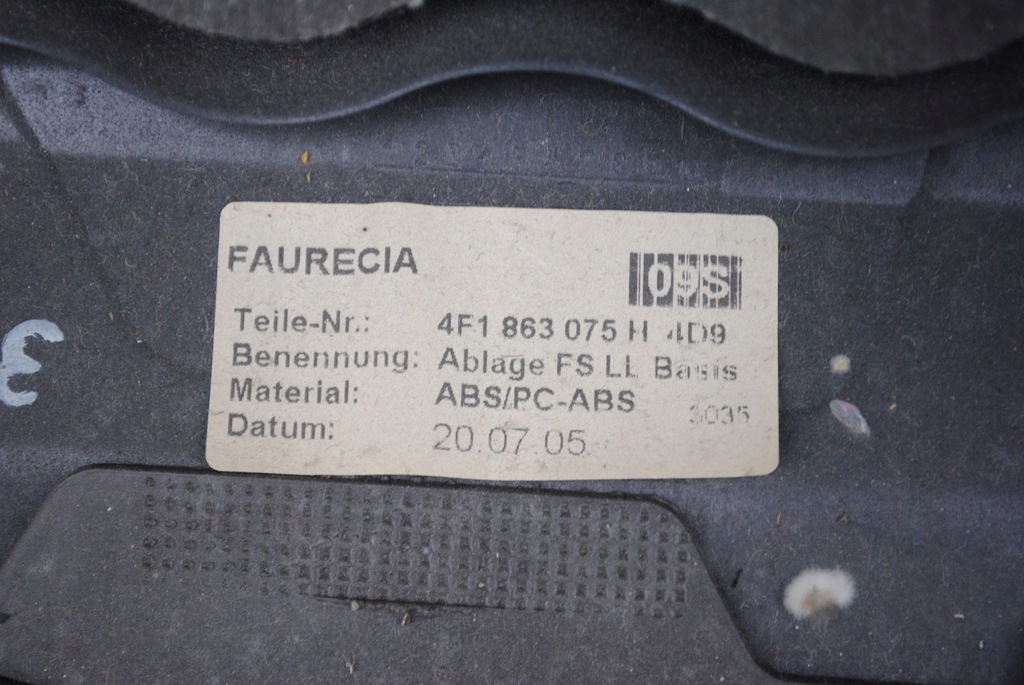 FAURECIA
09S
Teile-Nr.: 4F1 863 075 H 4D9
Benennung: Ablage FS LL Basis
Material: ABS/PC-ABS 3035
Datum: 20.07.05